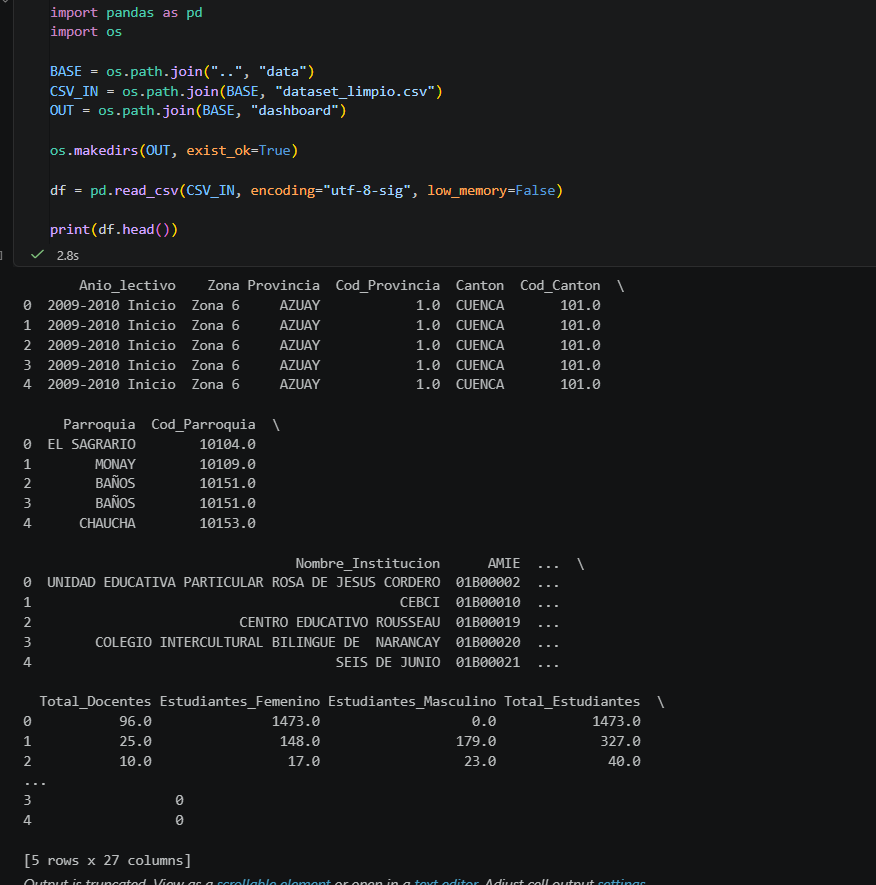 import pandas as pd
import os
BASE = os.path.join("..", "data")
CSV_IN = os.path.join(BASE, "dataset_limpio.csv")
OUT = os.path.join(BASE, "dashboard")
os.makedirs(OUT, exist_ok=True)
df = pd.read_csv(CSV_IN, encoding="utf-8-sig", low_memory=False)
print(df.head())
2.8s
Anio_lectivo Zona Provincia Cod_Provincia Canton Cod_Canton \
0 2009-2010 Inicio Zona 6 AZUAY 1.0 CUENCA 101.0
1 2009-2010 Inicio Zona 6 AZUAY 1.0 CUENCA 101.0
2 2009-2010 Inicio Zona 6 AZUAY 1.0 CUENCA 101.0
3 2009-2010 Inicio Zona 6 AZUAY 1.0 CUENCA 101.0
4 2009-2010 Inicio Zona 6 AZUAY 1.0 CUENCA 101.0
Parroquia Cod_Parroquia \
0 EL SAGRARIO 10104.0
1 MONAY 10109.0
2 BAÑOS 10151.0
3 BAÑOS 10151.0
4 CHAUCHA 10153.0
Nombre_Institucion AMIE ... \
0 UNIDAD EDUCATIVA PARTICULAR ROSA DE JESUS CORDERO 01B00002 ...
1 CEBCI 01B00010 ...
2 CENTRO EDUCATIVO ROUSSEAU 01B00019 ...
3 COLEGIO INTERCULTURAL BILINGUE DE  NARANCAY 01B00020 ...
4 SEIS DE JUNIO 01B00021 ...
Total_Docentes Estudiantes_Femenino Estudiantes_Masculino Total_Estudiantes \
0 96.0 1473.0 0.0 1473.0
1 25.0 148.0 179.0 327.0
2 10.0 17.0 23.0 40.0
...
3 0
4 0
[5 rows x 27 columns]
Output is truncated. View as a scrollable element or open in a text editor. Adjust cell output settings...